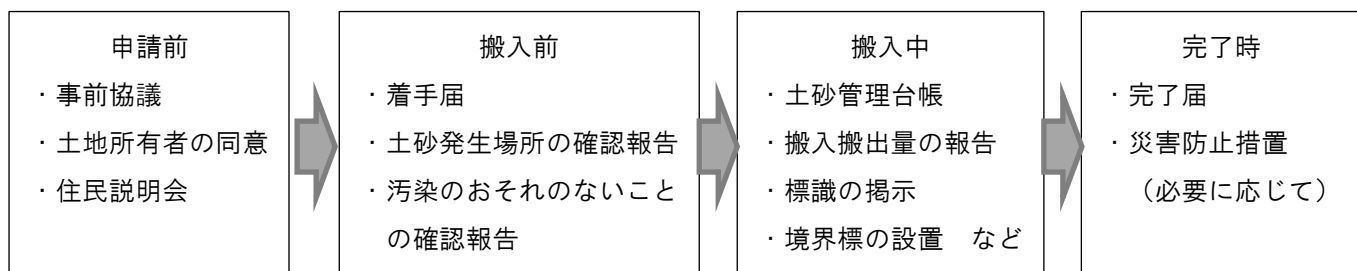 申請前
・事前協議
・土地所有者の同意
・住民説明会
搬入前
・着手届
・土砂発生場所の確認報告
・汚染のおそれのないこと
の確認報告
搬入中
・土砂管理台帳
・搬入搬出量の報告
・標識の掲示
・境界標の設置　など
完了時
・完了届
・災害防止措置
（必要に応じて）